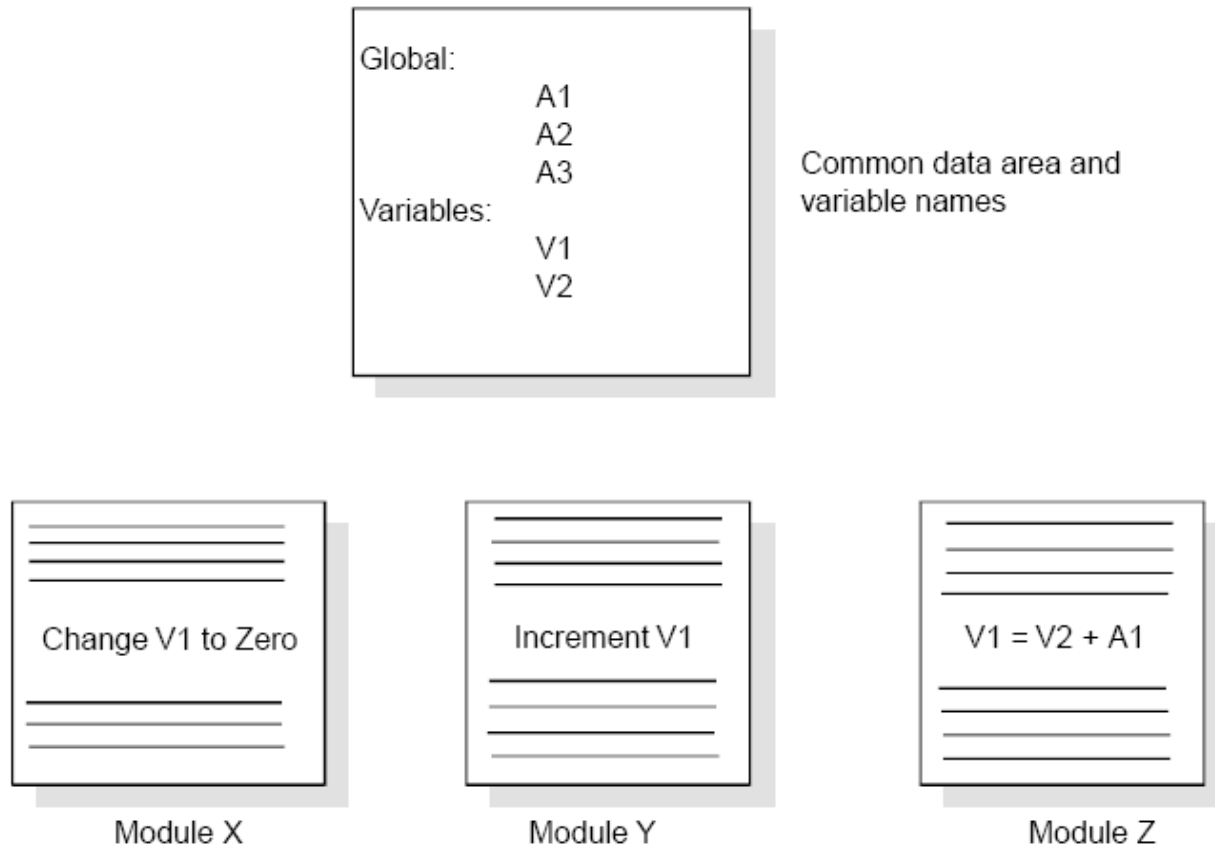 Global:
A1
A2
A3
Variables:
V1
V2
Common data area and
variable names
Change V1 to Zero
Increment V1
V1 = V2 + A1
Module X
Module Y
Module Z